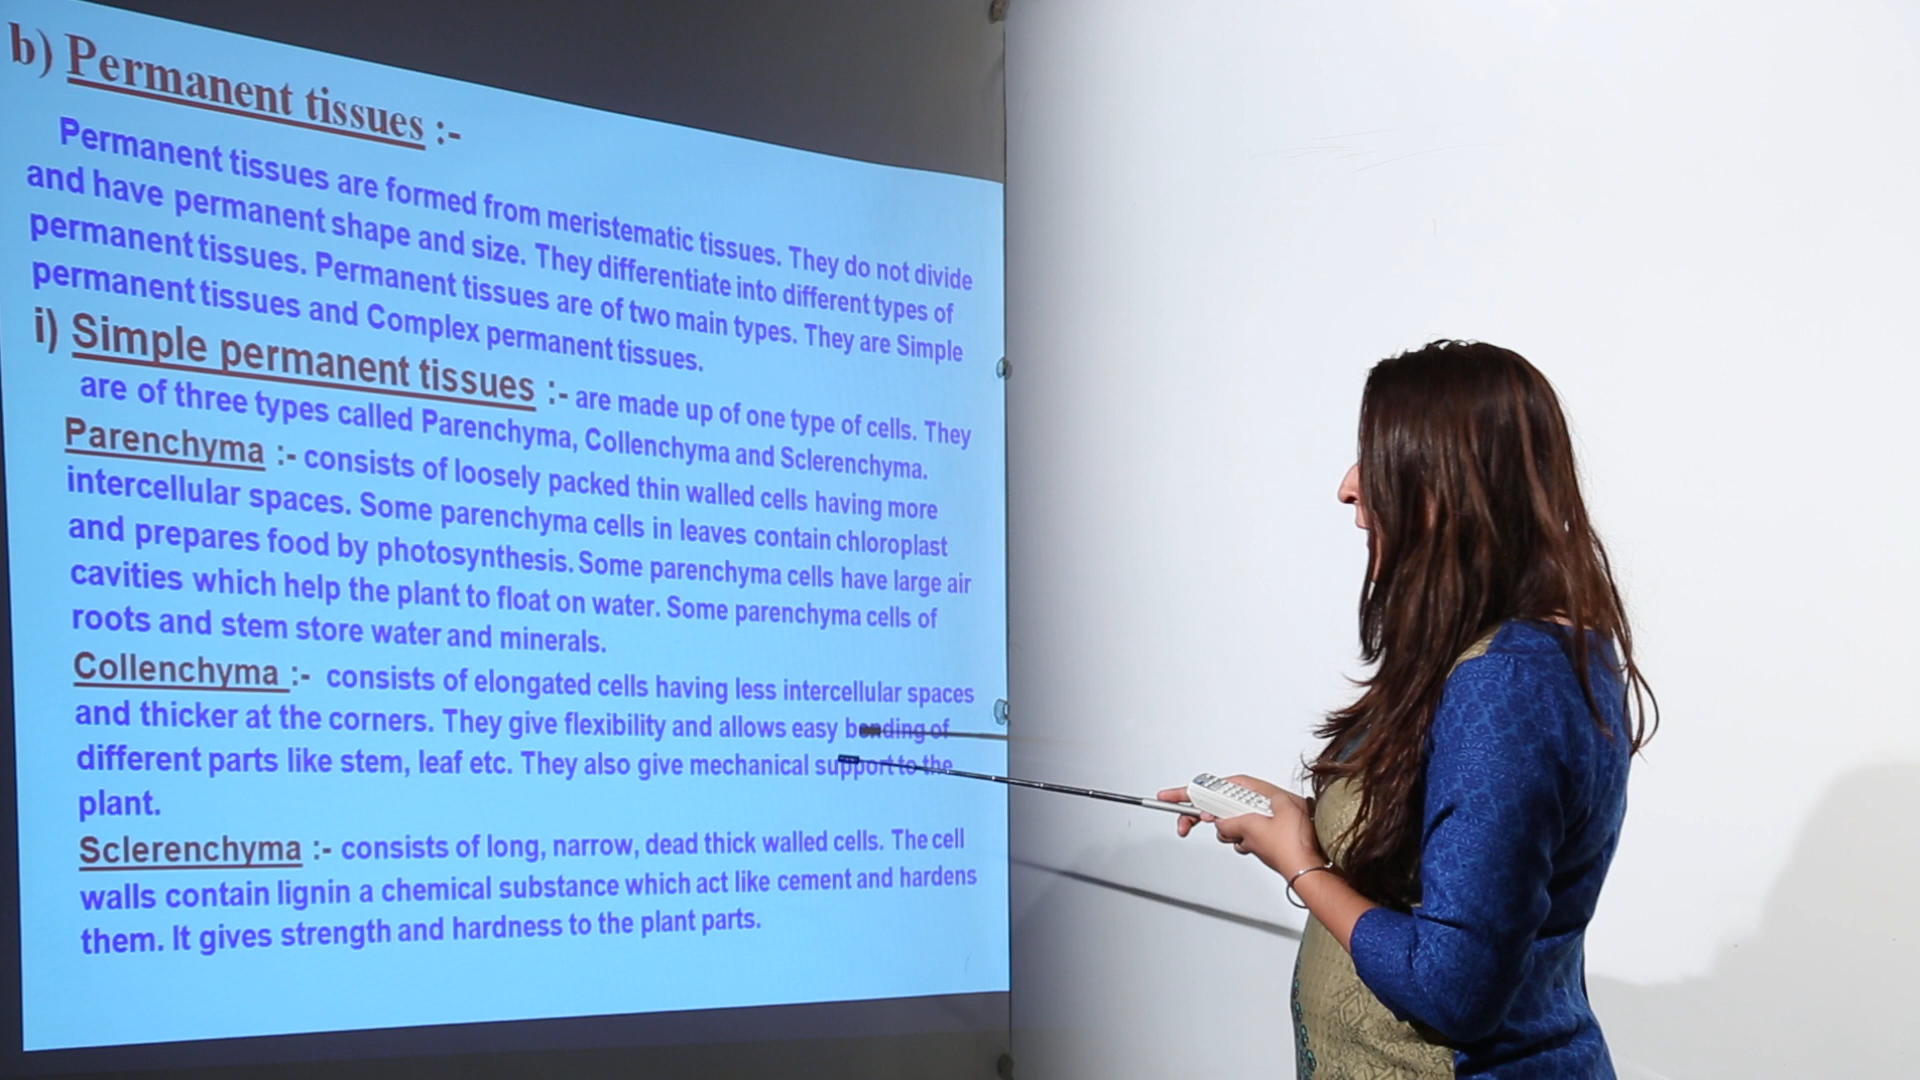 b) Permanent tissues :-
Permanent tissues are formed from meristematic tissues. They do not divide
and have permanent shape and size. They differentiate into different types of
permanent tissues. Permanent tissues are of two main types. They are Simple
permanent tissues and Complex permanent tissues.
i) Simple permanent tissues :- are made up of one type of cells. They
are of three types called Parenchyma, Collenchyma and Sclerenchyma.
Parenchyma :- consists of loosely packed thin walled cells having more
intercellular spaces. Some parenchyma cells in leaves contain chloroplast
and prepares food by photosynthesis. Some parenchyma cells have large air
cavities which help the plant to float on water. Some parenchyma cells of
roots and stem store water and minerals.
Collenchyma :- consists of elongated cells having less intercellular spaces
and thicker at the corners. They give flexibility and allows easy bending of
different parts like stem, leaf etc. They also give mechanical support to the
plant.
Sclerenchyma :- consists of long, narrow, dead thick walled cells. The cell
walls contain lignin a chemical substance which act like cement and hardens
them. It gives strength and hardness to the plant parts.